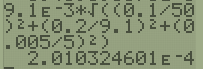 9.1E-3*√((0.1/50
)²+(0.2/9.1)²+(0
.005/5)²)
2.010324601E-4